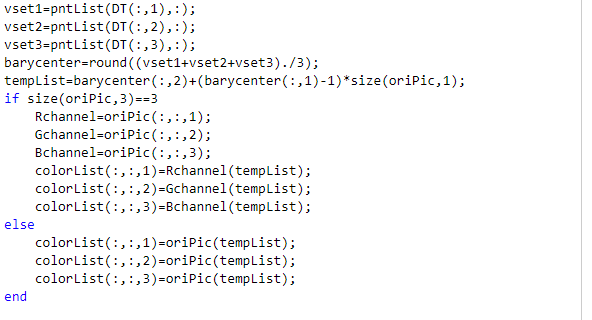 vset1=pntList(DT(:,1),:);
vset2=pntList(DT(:,2),:);
vset3=pntList(DT(:,3),:);
barycenter=round((vset1+vset2+vset3)./3);
tempList=barycenter(:,2)+(barycenter(:,1)-1)*size(oriPic,1);
if size(oriPic,3)==3
    Rchannel=oriPic(:,:,1);
    Gchannel=oriPic(:,:,2);
    Bchannel=oriPic(:,:,3);
    colorList(:,:,1)=Rchannel(tempList);
    colorList(:,:,2)=Gchannel(tempList);
    colorList(:,:,3)=Bchannel(tempList);
else
    colorList(:,:,1)=oriPic(tempList);
    colorList(:,:,2)=oriPic(tempList);
    colorList(:,:,3)=oriPic(tempList);
end